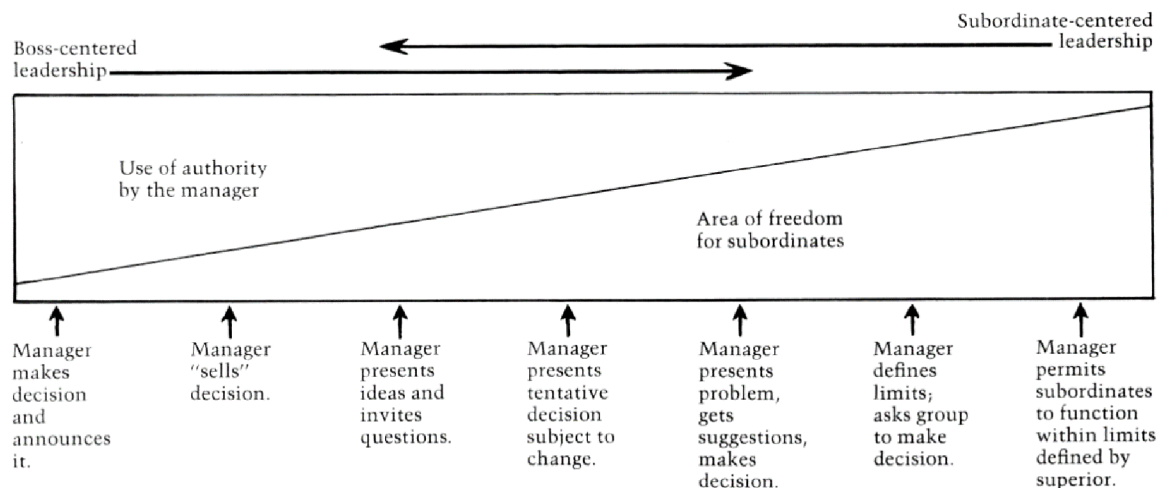 Boss-centered
leadership
Subordinate-centered
leadership
Use of authority
by the manager
Area of freedom
for subordinates
Manager
makes
decision
and
announces
it.
Manager
“sells”
decision.
Manager
presents
ideas and
invites
questions.
Manager
presents
tentative
decision
subject to
change.
Manager
presents
problem,
gets
suggestions,
makes
decision.
Manager
defines
limits;
asks group
to make
decision.
Manager
permits
subordinates
to function
within limits
defined by
superior.